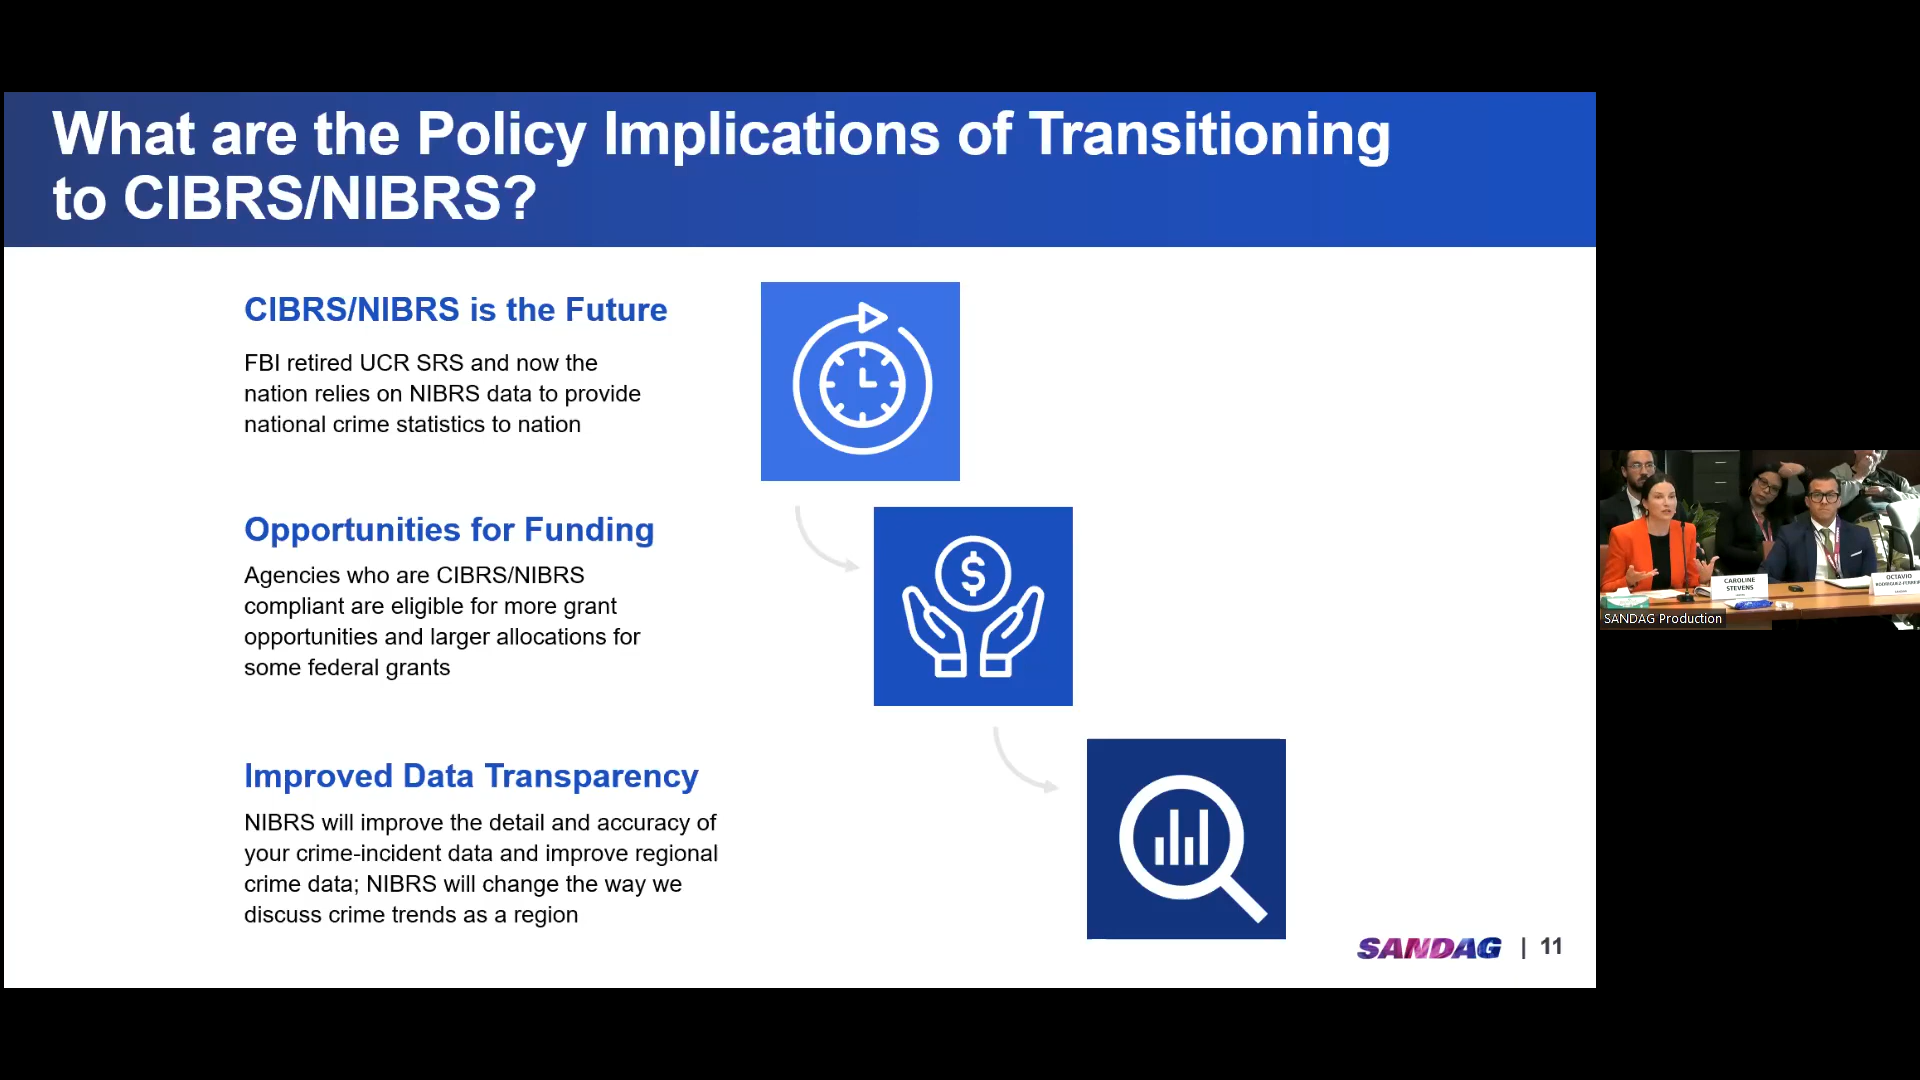 What are the Policy Implications of Transitioning
to CIBRS/NIBRS?
CIBRS/NIBRS is the Future
FBI retired UCR SRS and now the
nation relies on NIBRS data to provide
national crime statistics to nation
Opportunities for Funding
Agencies who are CIBRS/NIBRS
compliant are eligible for more grant
opportunities and larger allocations for
some federal grants
Improved Data Transparency
NIBRS will improve the detail and accuracy of
your crime-incident data and improve regional
crime data; NIBRS will change the way we
discuss crime trends as a region
$
SANDAG | 11
CAROLINE
STEVENS
OCTAVIO
SANDAG Production